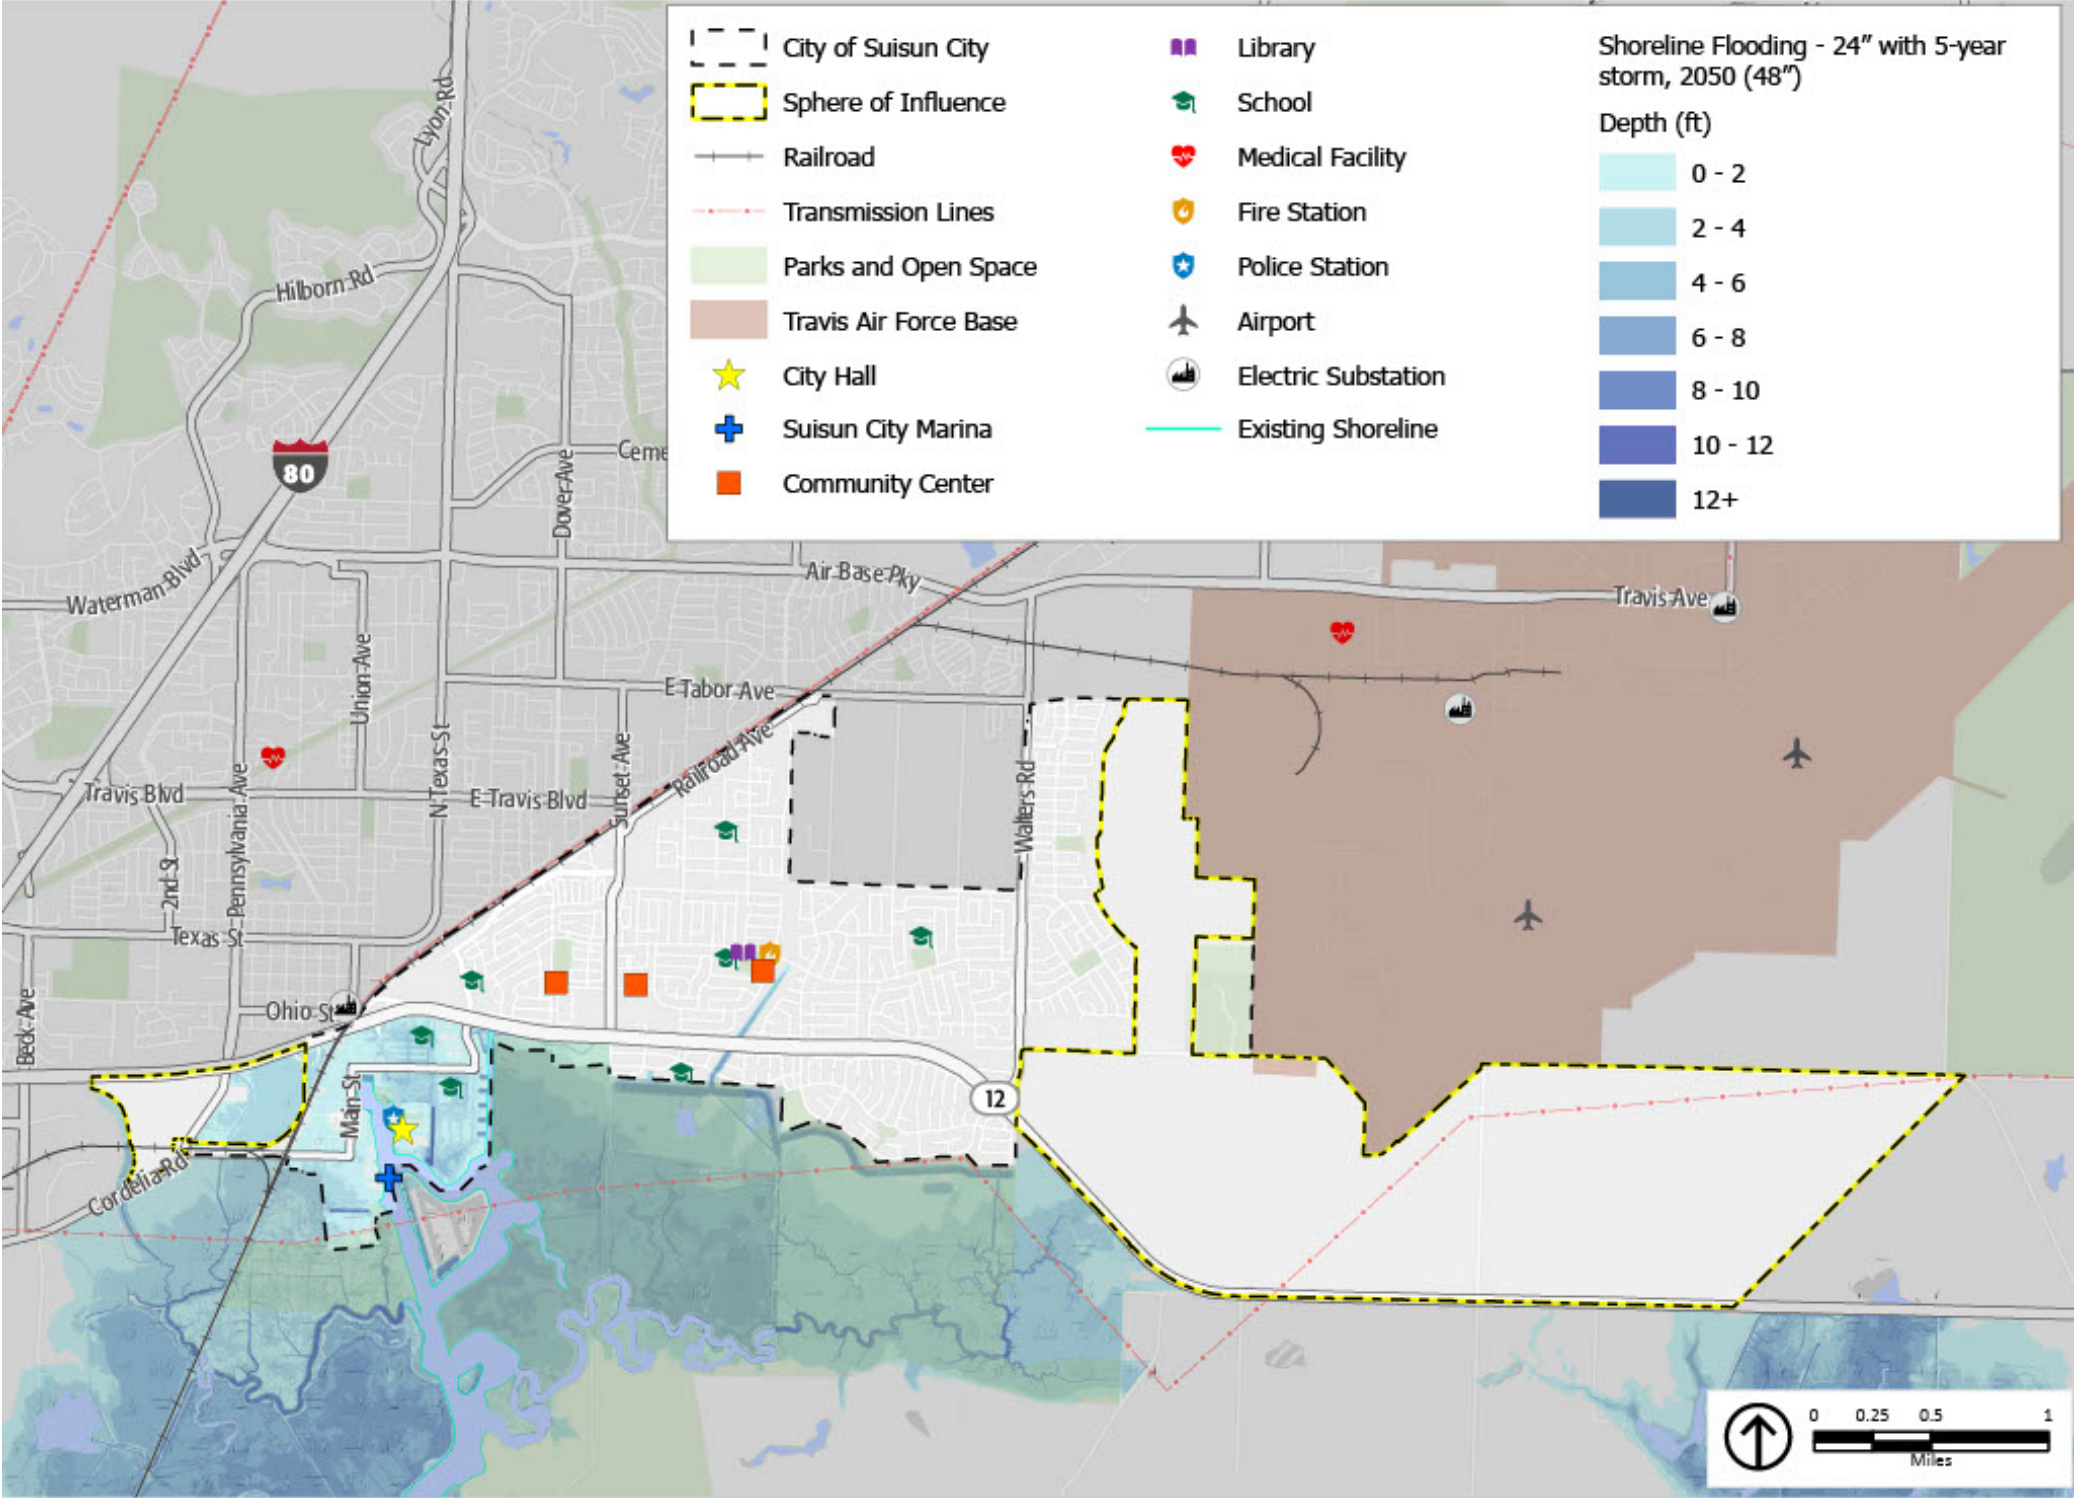 City of Suisun City
Sphere of Influence
Railroad
Transmission Lines
Parks and Open Space
Travis Air Force Base
City Hall
Suisun City Marina
Community Center
Library
School
Medical Facility
Fire Station
Police Station
Airport
Electric Substation
Existing Shoreline
Shoreline Flooding - 24” with 5-year
storm, 2050 (48”)
Depth (ft)
0 - 2
2 - 4
4 - 6
6 - 8
8 - 10
10 - 12
12+
Lyon Rd
Hilborn Rd
80
Dover Ave
Ceme
Waterman Blvd
Air Base Pky
Travis Ave
Union Ave
E Tabor Ave
N Texas St
Sunset Ave
Railroad Ave
Walters Rd
Travis Blvd
E Travis Blvd
Pennsylvania Ave
2nd St
Texas St
Beck Ave
Ohio St
Main St
12
Cordelia Rd
0 0.25 0.5 1
Miles